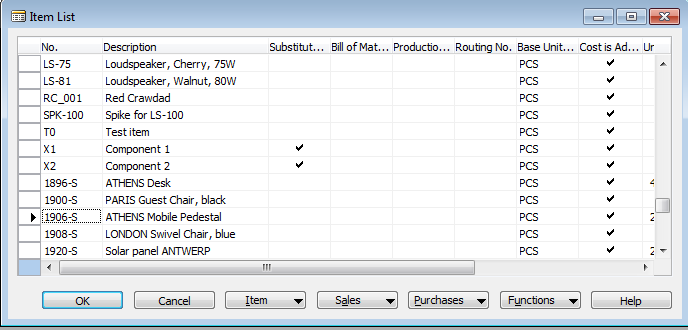 Item List
No. Description Substitut... Bill of Mat... Productio... Routing No. Base Unit... Cost is Ad... Ur
LS-75 Loudspeaker, Cherry, 75W PCS
LS-81 Loudspeaker, Walnut, 80W PCS
RC_001 Red Crawdad PCS
SPK-100 Spike for LS-100 PCS
T0 Test item PCS
X1 Component 1 PCS
X2 Component 2 PCS
1896-S ATHENS Desk PCS 4
1900-S PARIS Guest Chair, black PCS
1906-S ATHENS Mobile Pedestal PCS 2
1908-S LONDON Swivel Chair, blue PCS
1920-S Solar panel ANTWERP PCS 2
OK Cancel Item Sales Purchases Functions Help